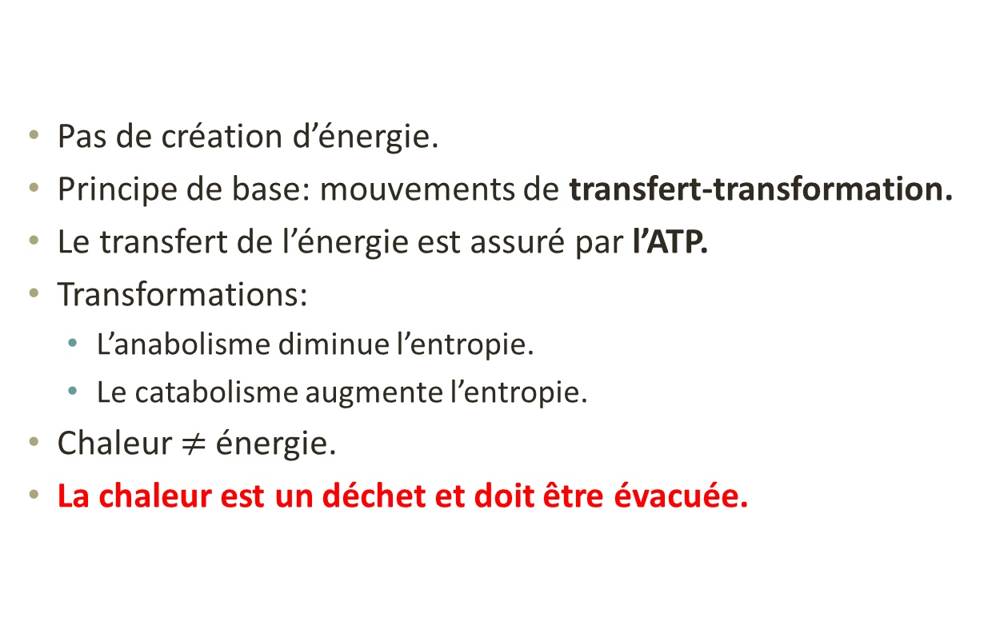 • Pas de création d’énergie.
• Principe de base: mouvements de transfert-transformation.
• Le transfert de l’énergie est assuré par l’ATP.
• Transformations:
• L’anabolisme diminue l’entropie.
• Le catabolisme augmente l’entropie.
• Chaleur ≠ énergie.
• La chaleur est un déchet et doit être évacuée.